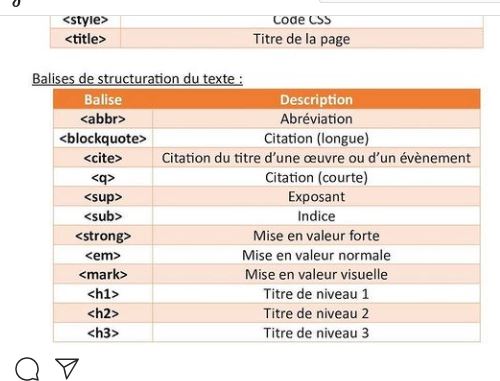 <style> Code CSS
<title> Titre de la page
Balises de structuration du texte :
Balise Description
<abbr> Abréviation
<blockquote> Citation (longue)
<cite> Citation du titre d'une œuvre ou d'un évènement
<q> Citation (courte)
<sup> Exposant
<sub> Indice
<strong> Mise en valeur forte
<em> Mise en valeur normale
<mark> Mise en valeur visuelle
<h1> Titre de niveau 1
<h2> Titre de niveau 2
<h3> Titre de niveau 3